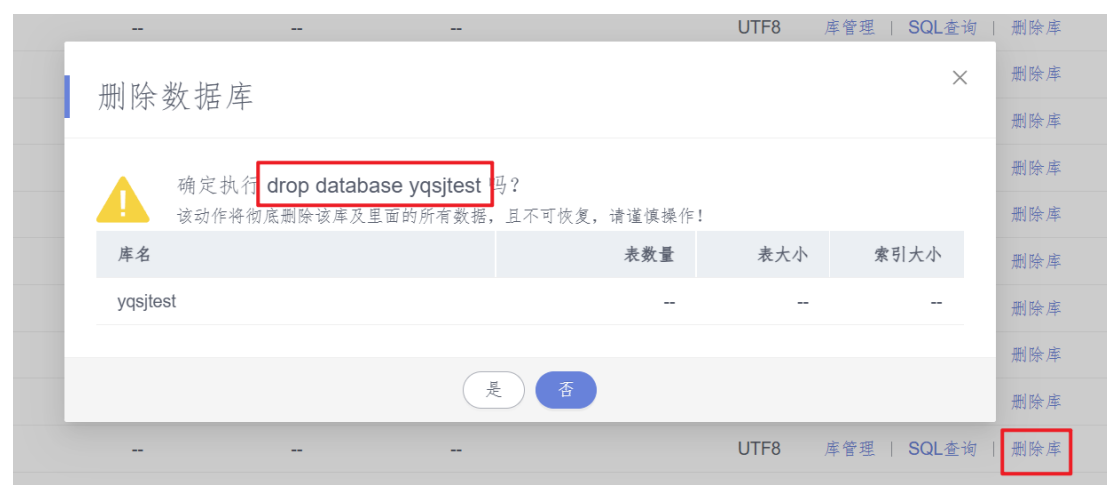 -- -- -- UTF8 库管理 | SQL查询 | 删除库
删除数据库 × 删除库
删除库
确定执行 drop database yqsjtest 吗? 删除库
该动作将彻底删除该库及里面的所有数据，且不可恢复，请谨慎操作! 删除库
库名 表数量 表大小 索引大小 删除库
yqsjtest -- -- -- 删除库
删除库
是 否 删除库
-- -- -- UTF8 库管理 | SQL查询 | 删除库